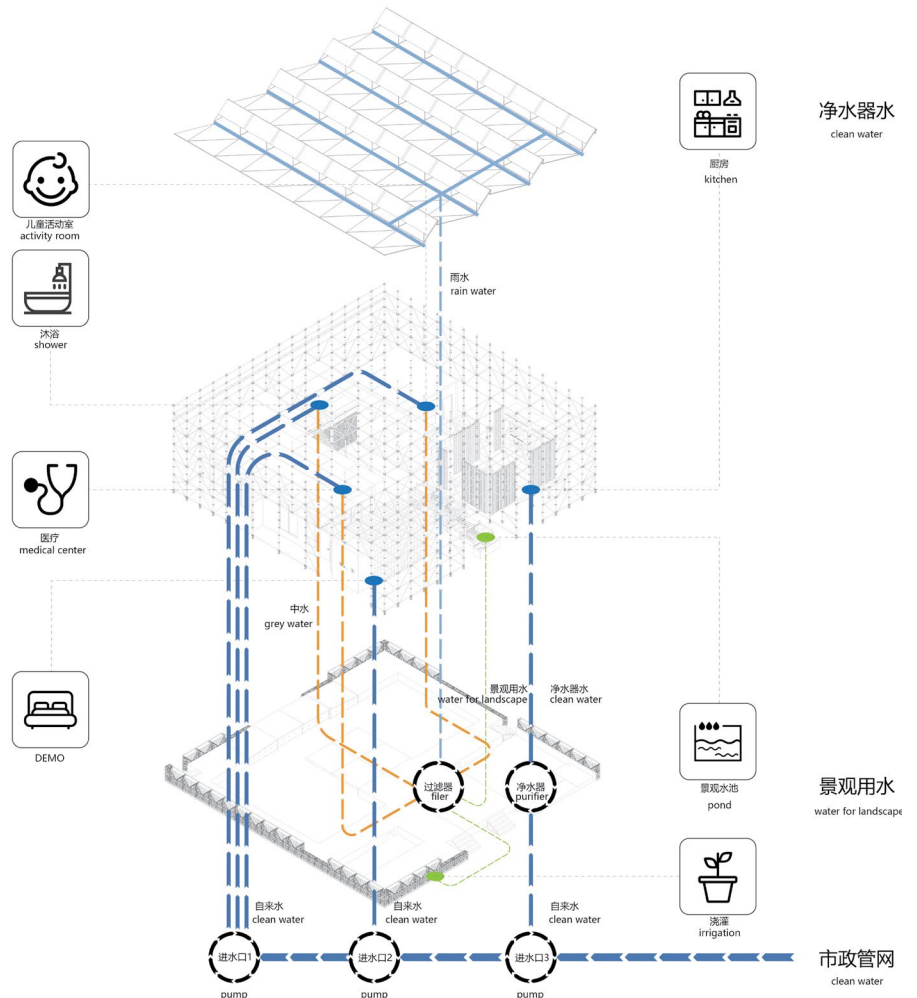 净水器水
clean water
厨房
kitchen
儿童活动室
activity room
雨水
rain water
沐浴
shower
医疗
medical center
中水
grey water
景观用水
water for landscape
净水器水
clean water
DEMO
过滤器
filer
净水器
purifier
景观水池
pond
景观用水
water for landscape
浇灌
irrigation
自来水
clean water
自来水
clean water
自来水
clean water
进水口1
进水口2
进水口3
市政管网
clean water
pump
pump
pump